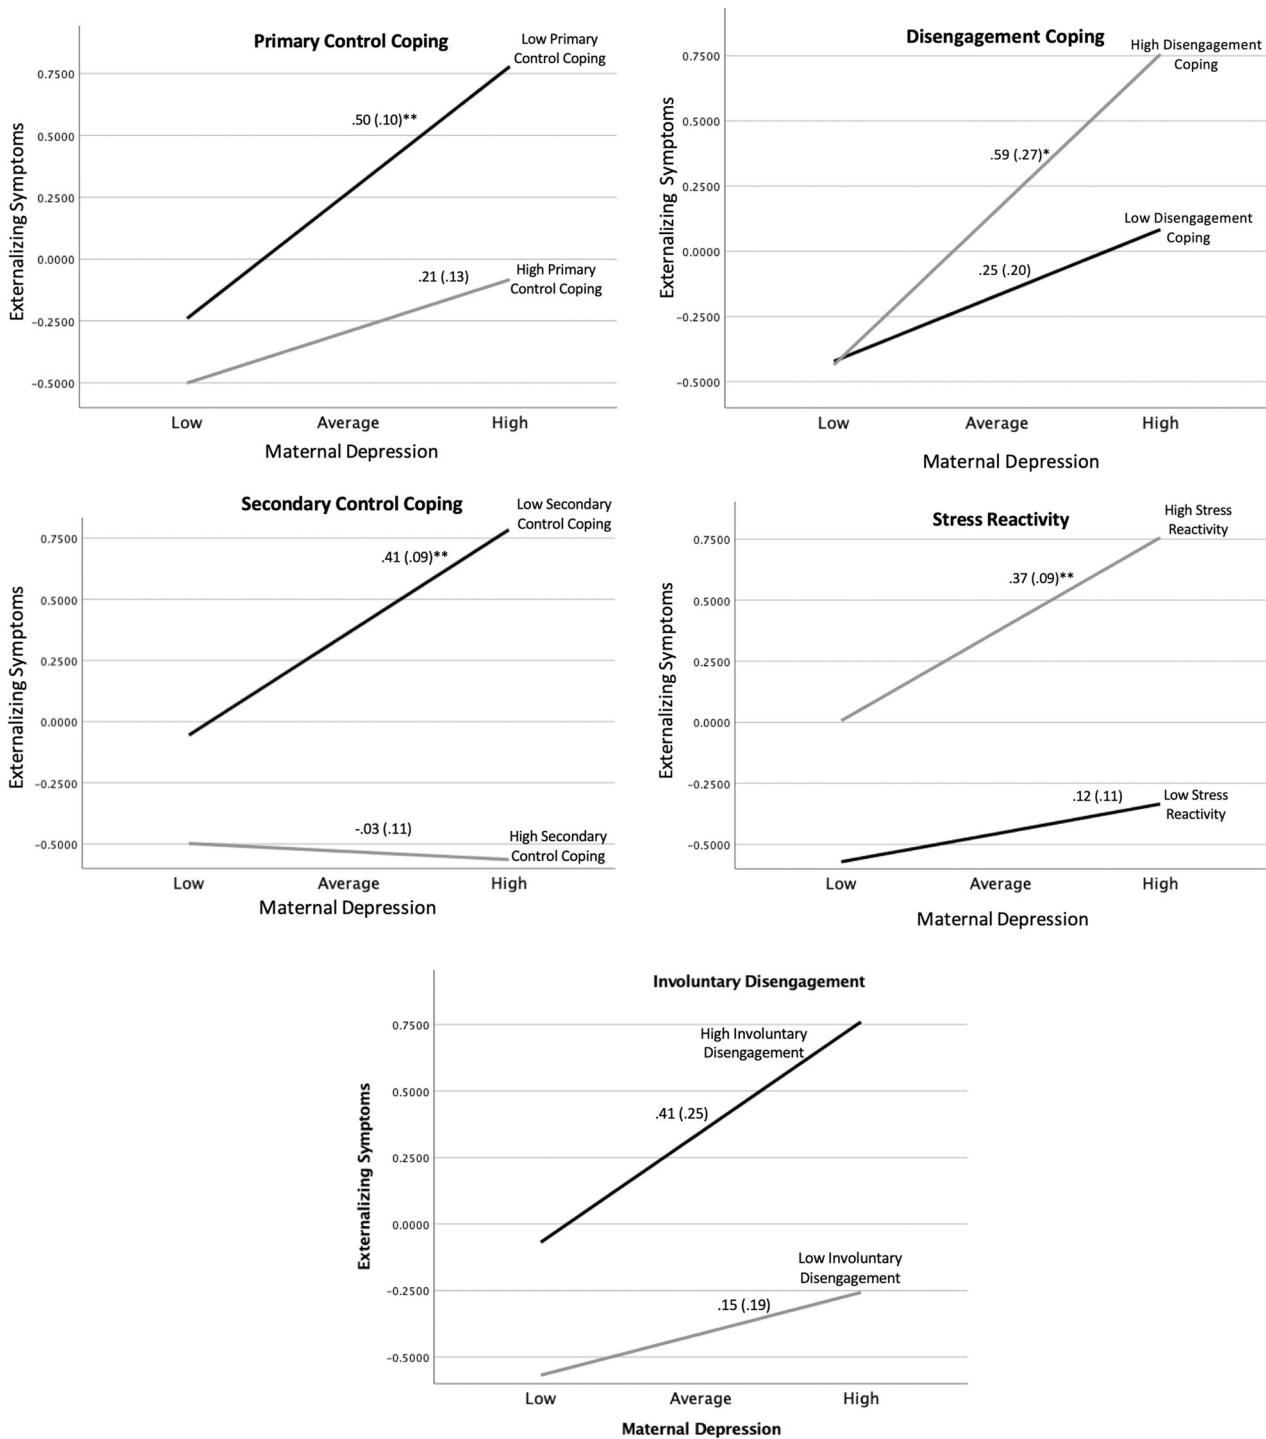 Primary Control Coping
Low Primary
Control Coping
0.7500
.50 (.10)**
0.5000
0.2500
0.0000
.21 (.13)
High Primary
Control Coping
−0.2500
−0.5000
Externalizing Symptoms
Low Average High
Maternal Depression
Disengagement Coping
High Disengagement
Coping
0.7500
0.5000
.59 (.27)*
0.2500
Low Disengagement
Coping
0.0000
.25 (.20)
−0.2500
−0.5000
Externalizing Symptoms
Low Average High
Maternal Depression
Secondary Control Coping
Low Secondary
Control Coping
0.7500
.41 (.09)**
0.5000
0.2500
0.0000
−0.2500
-.03 (.11)
High Secondary
Control Coping
−0.5000
Externalizing Symptoms
Low Average High
Maternal Depression
Stress Reactivity
High Stress
Reactivity
0.7500
.37 (.09)**
0.5000
0.2500
0.0000
−0.2500
.12 (.11)
Low Stress
Reactivity
−0.5000
Externalizing Symptoms
Low Average High
Maternal Depression
Involuntary Disengagement
0.7500
High Involuntary
Disengagement
0.5000
.41 (.25)
0.2500
0.0000
Low Involuntary
Disengagement
−0.2500
.15 (.19)
−0.5000
Externalizing Symptoms
Low Average High
Maternal Depression